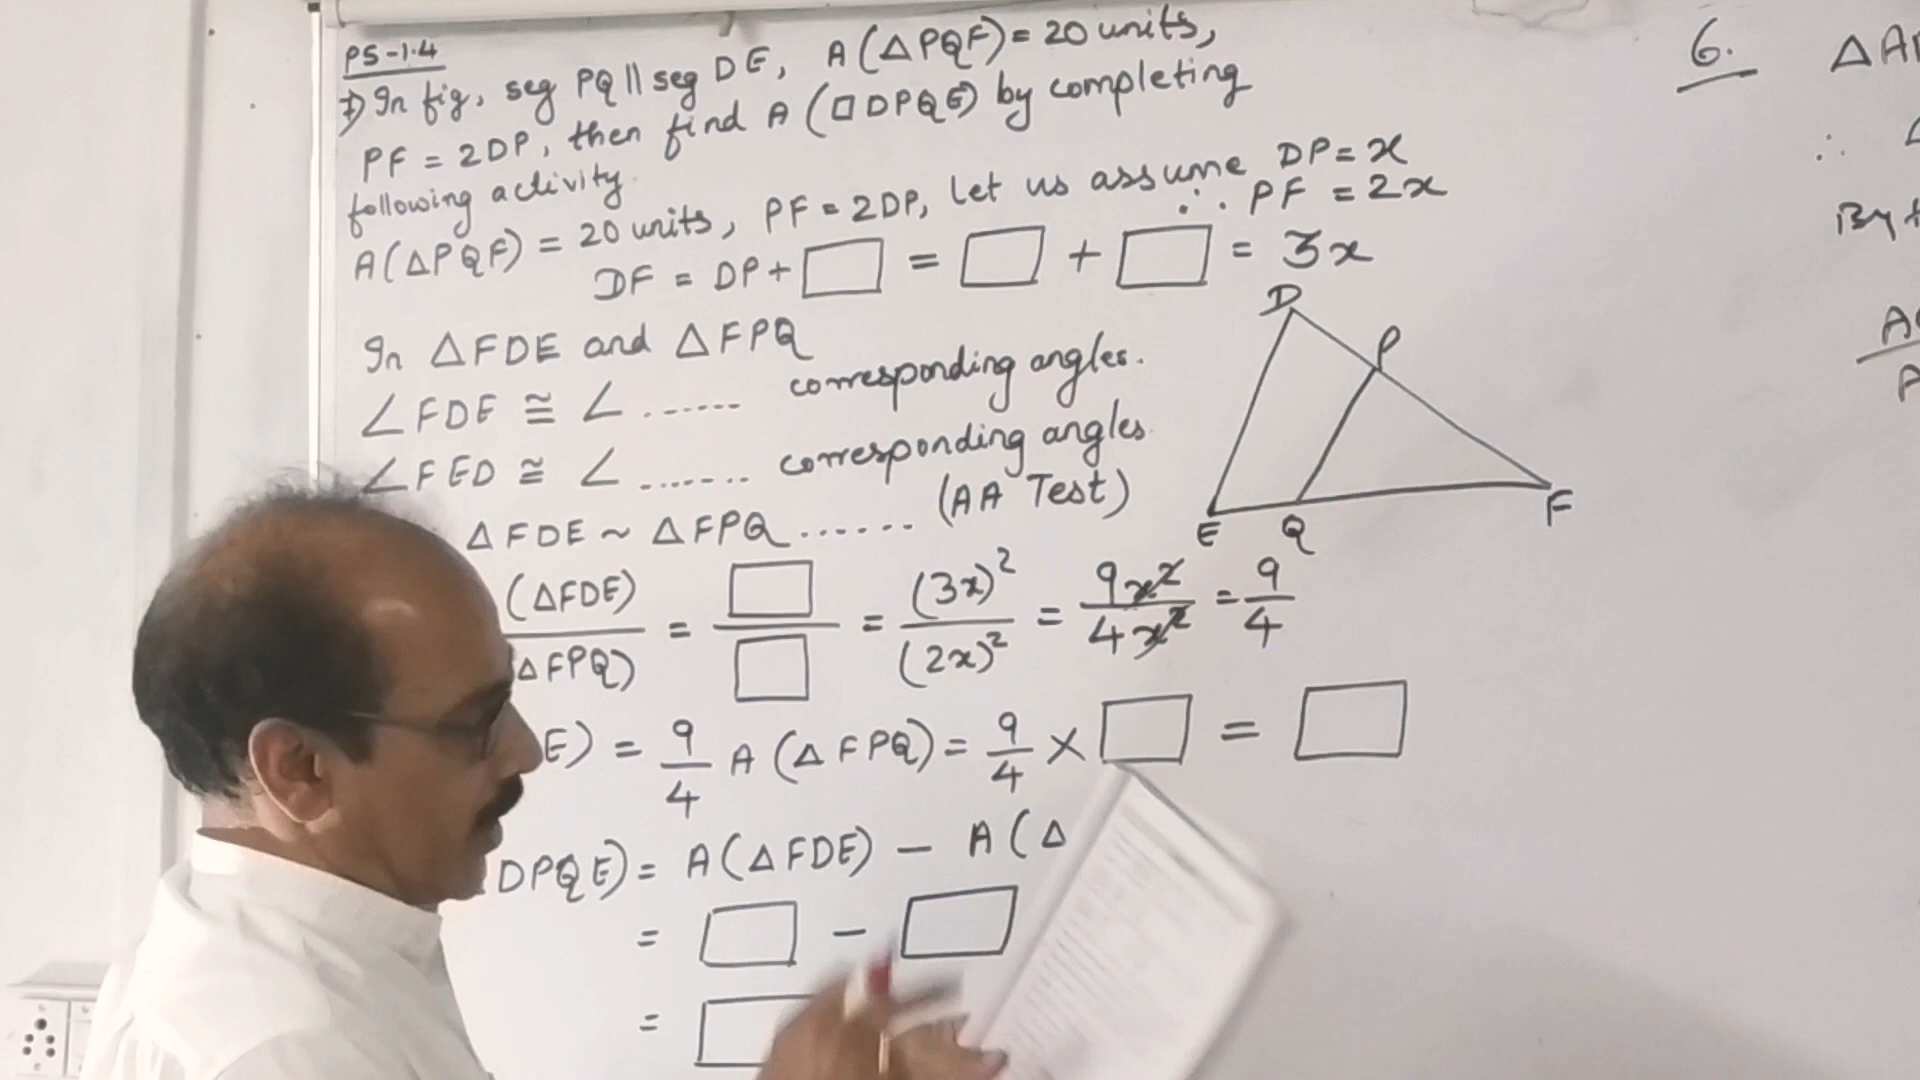 PS-1.4
7) In fig, seg PQ || seg DE, A(△PQF) = 20 units,
PF = 2DP, then find A (□DPQE) by completing
following activity.
A(△PQF) = 20 units, PF = 2DP, Let us assume DP = x
∴ PF = 2x
DF = DP + □ = □ + □ = 3x
In △FDE and △FPQ
∠FDE ≅ ∠ ....... corresponding angles.
∠FED ≅ ∠ ....... corresponding angles
△FDE ~ △FPQ ....... (AA Test)
(△FDE) / △FPQ) = □ / □ = (3x)² / (2x)² = 9x² / 4x² = 9/4
E) = 9/4 A (△FPQ) = 9/4 × □ = □
DPQE) = A(△FDE) − A(△
= □ − □
= □
D
P
E
Q
F
6.
∴